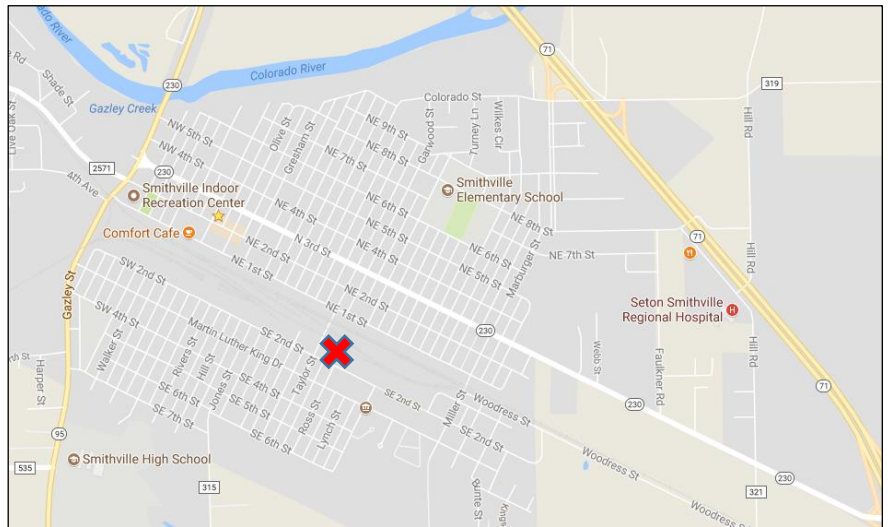 Colorado
River
Colorado River
Gazley Creek
Shade St
Live Oak St
230
71
319
Hill Rd
Colorado St
NW 5th St
NW 4th St
Olive St
Gresham St
NE 9th St
NE 8th St
NE 7th St
Garwood St
Turney Ln
Wilkes Cir
2571
230
4th Ave
Smithville Indoor
Recreation Center
Smithville
Elementary School
Comfort Cafe
NE 4th St
N 3rd St
NE 2nd St
NE 1st St
NE 6th St
NE 5th St
NE 4th St
NE 8th St
NE 6th St
NE 5th St
NE 7th St
Marburger St
71
Hill Rd
Gazley St
SW 2nd St
SW 4th St
NE 2nd St
NE 1st St
230
Seton Smithville
Regional Hospital
H
Walker St
Rivers St
Hill St
Jones St
Martin Luther King Dr
SE 2nd St
Taylor St
SE 4th St
SE 5th St
SE 6th St
SE 7th St
SE 6th St
Ross St
Lynch St
Harper St
Webb St
Faulkner Rd
Hill Rd
71
SE 2nd St
Miller St
SE 2nd St
Woodress St
230
95
Smithville High School
535
315
Woodress St
230
321
Bunte St
Kings
Woodress St